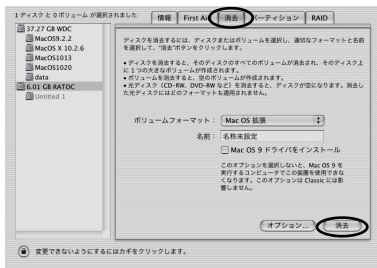 1 ディスク と 0 ボリューム が選択されました
情報
First Aid
消去
パーティション
RAID
37.27 GB WDC
MacOS9.2.2
MacOS X 10.2.6
MacOS1013
MacOS1020
data
6.01 GB RATOC
Untitled 1
ディスクを消去するには、ディスクまたはボリュームを選択し、適切なフォーマットと名前
を選択して、"消去"ボタンをクリックします。
• ディスクを消去すると、そのディスクのすべてのボリュームが消去され、そのディスク上
に 1 つの大きなボリュームが作成されます。
• ボリュームを消去すると、空のボリュームが作成されます。
• 光ディスク（CD-RW、DVD-RW など）を消去すると、ディスクが空になります。消去し
た光ディスクにはどのフォーマットも適用されません。
ボリュームフォーマット：
Mac OS 拡張
名前：
名称未設定
Mac OS 9 ドライバをインストール
このオプションを選択しないと、Mac OS 9 を
実行するコンピュータでこの装置を使用できな
くなります。このオプションは Classic には影
響しません。
オプション...
消去
変更できないようにするにはカギをクリックします。